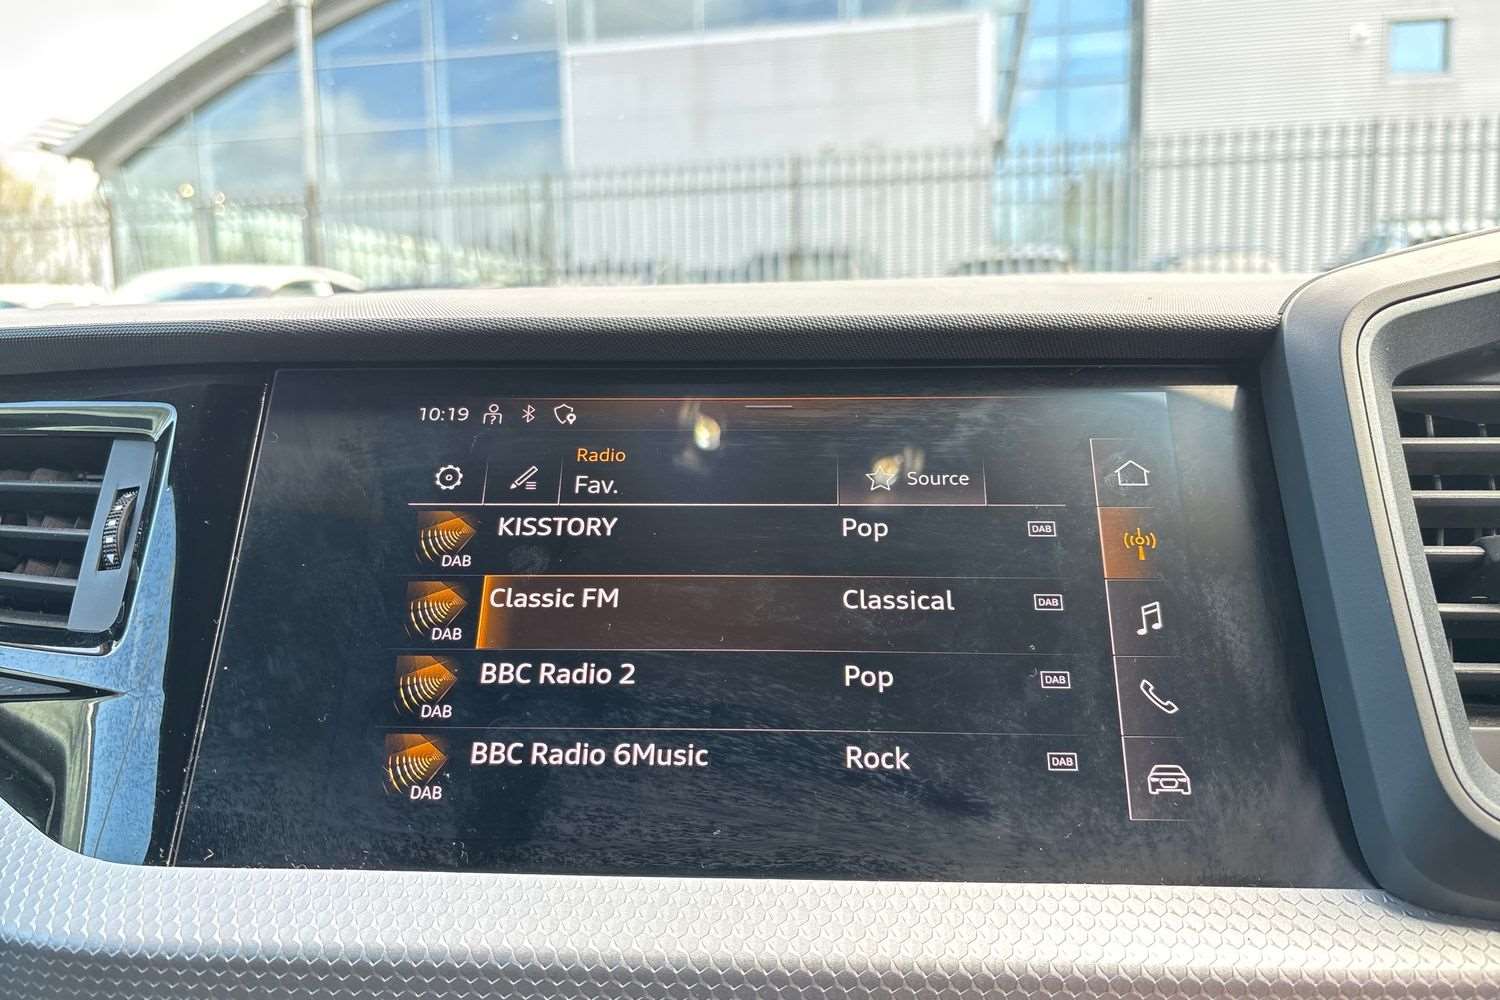 10:19
Radio
Fav.
Source
KISSTORY Pop DAB
DAB
Classic FM Classical DAB
DAB
BBC Radio 2 Pop DAB
DAB
BBC Radio 6Music Rock DAB
DAB